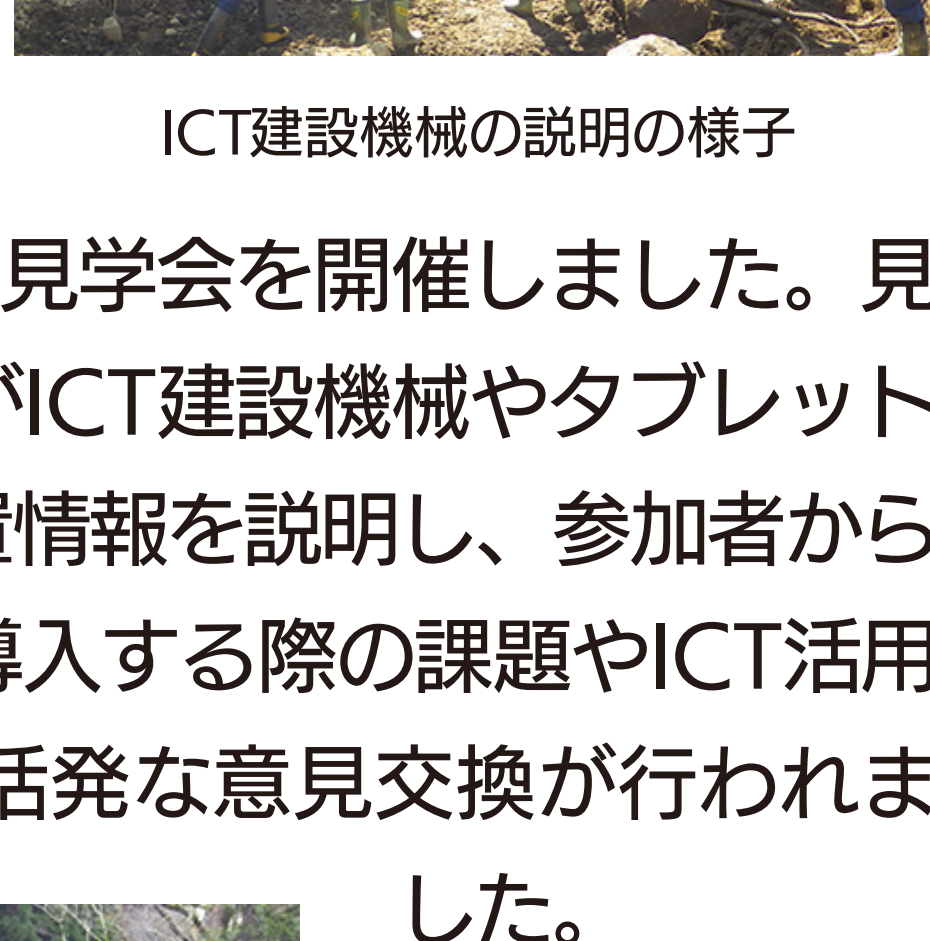 ICT建設機械の説明の様子
見学会を開催しました。見
がICT建設機械やタブレット
置情報を説明し、参加者から
導入する際の課題やICT活用
活発な意見交換が行われま
した。